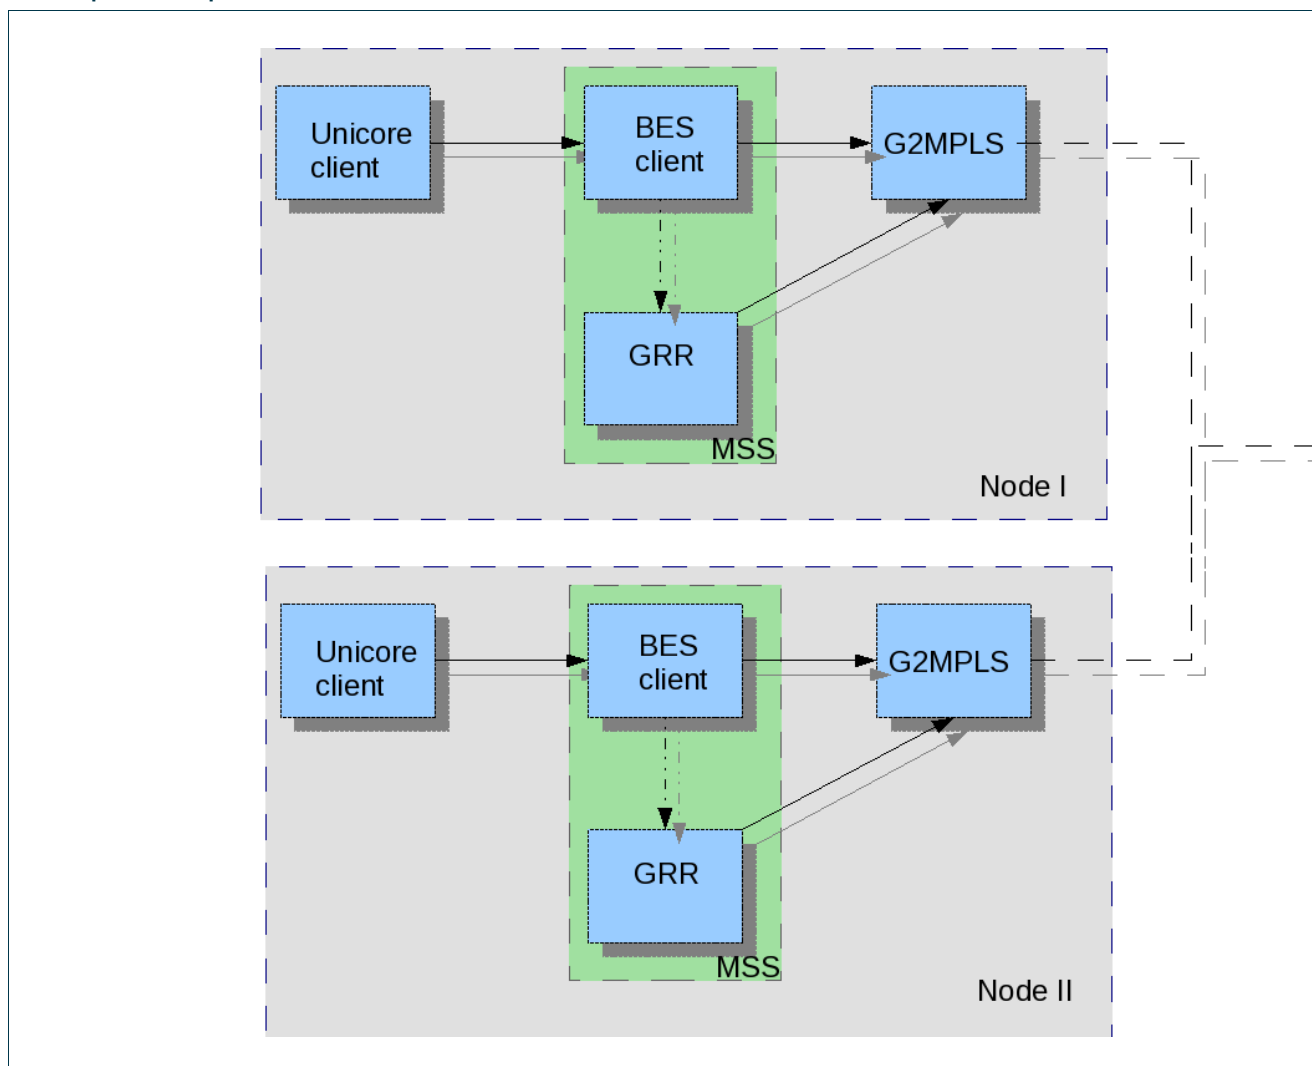 Unicore
client
BES
client
G2MPLS
GRR
MSS
Node I
Unicore
client
BES
client
G2MPLS
GRR
MSS
Node II